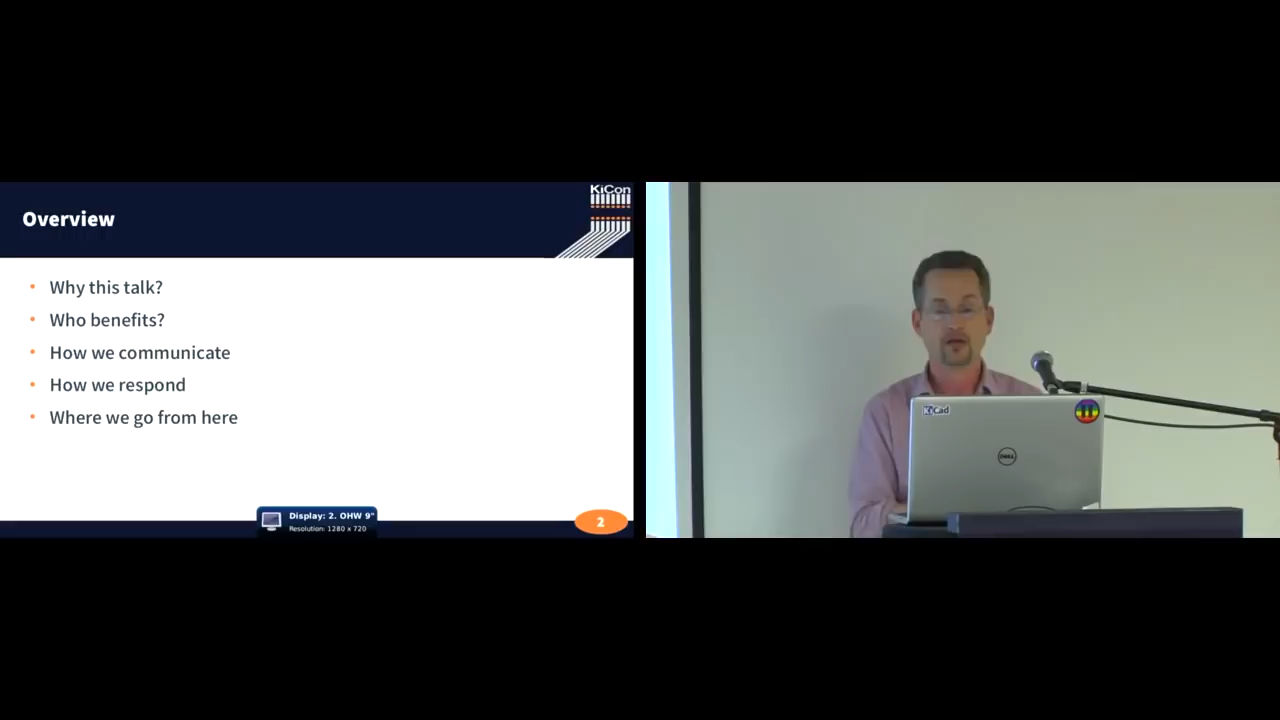 Overview
KiCon
Why this talk?
Who benefits?
How we communicate
How we respond
Where we go from here
Display: 2. OHW 9"
Resolution: 1280 x 720
2
KiCad
DELL